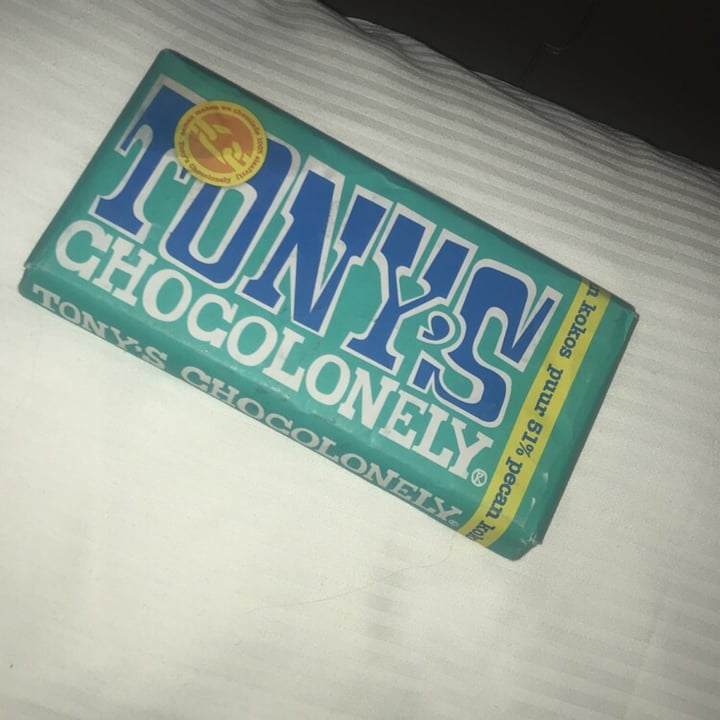 TONY'S
CHOCOLONELY®
TONY'S CHOCOLONELY®
n kokos puur 51% pecan kok